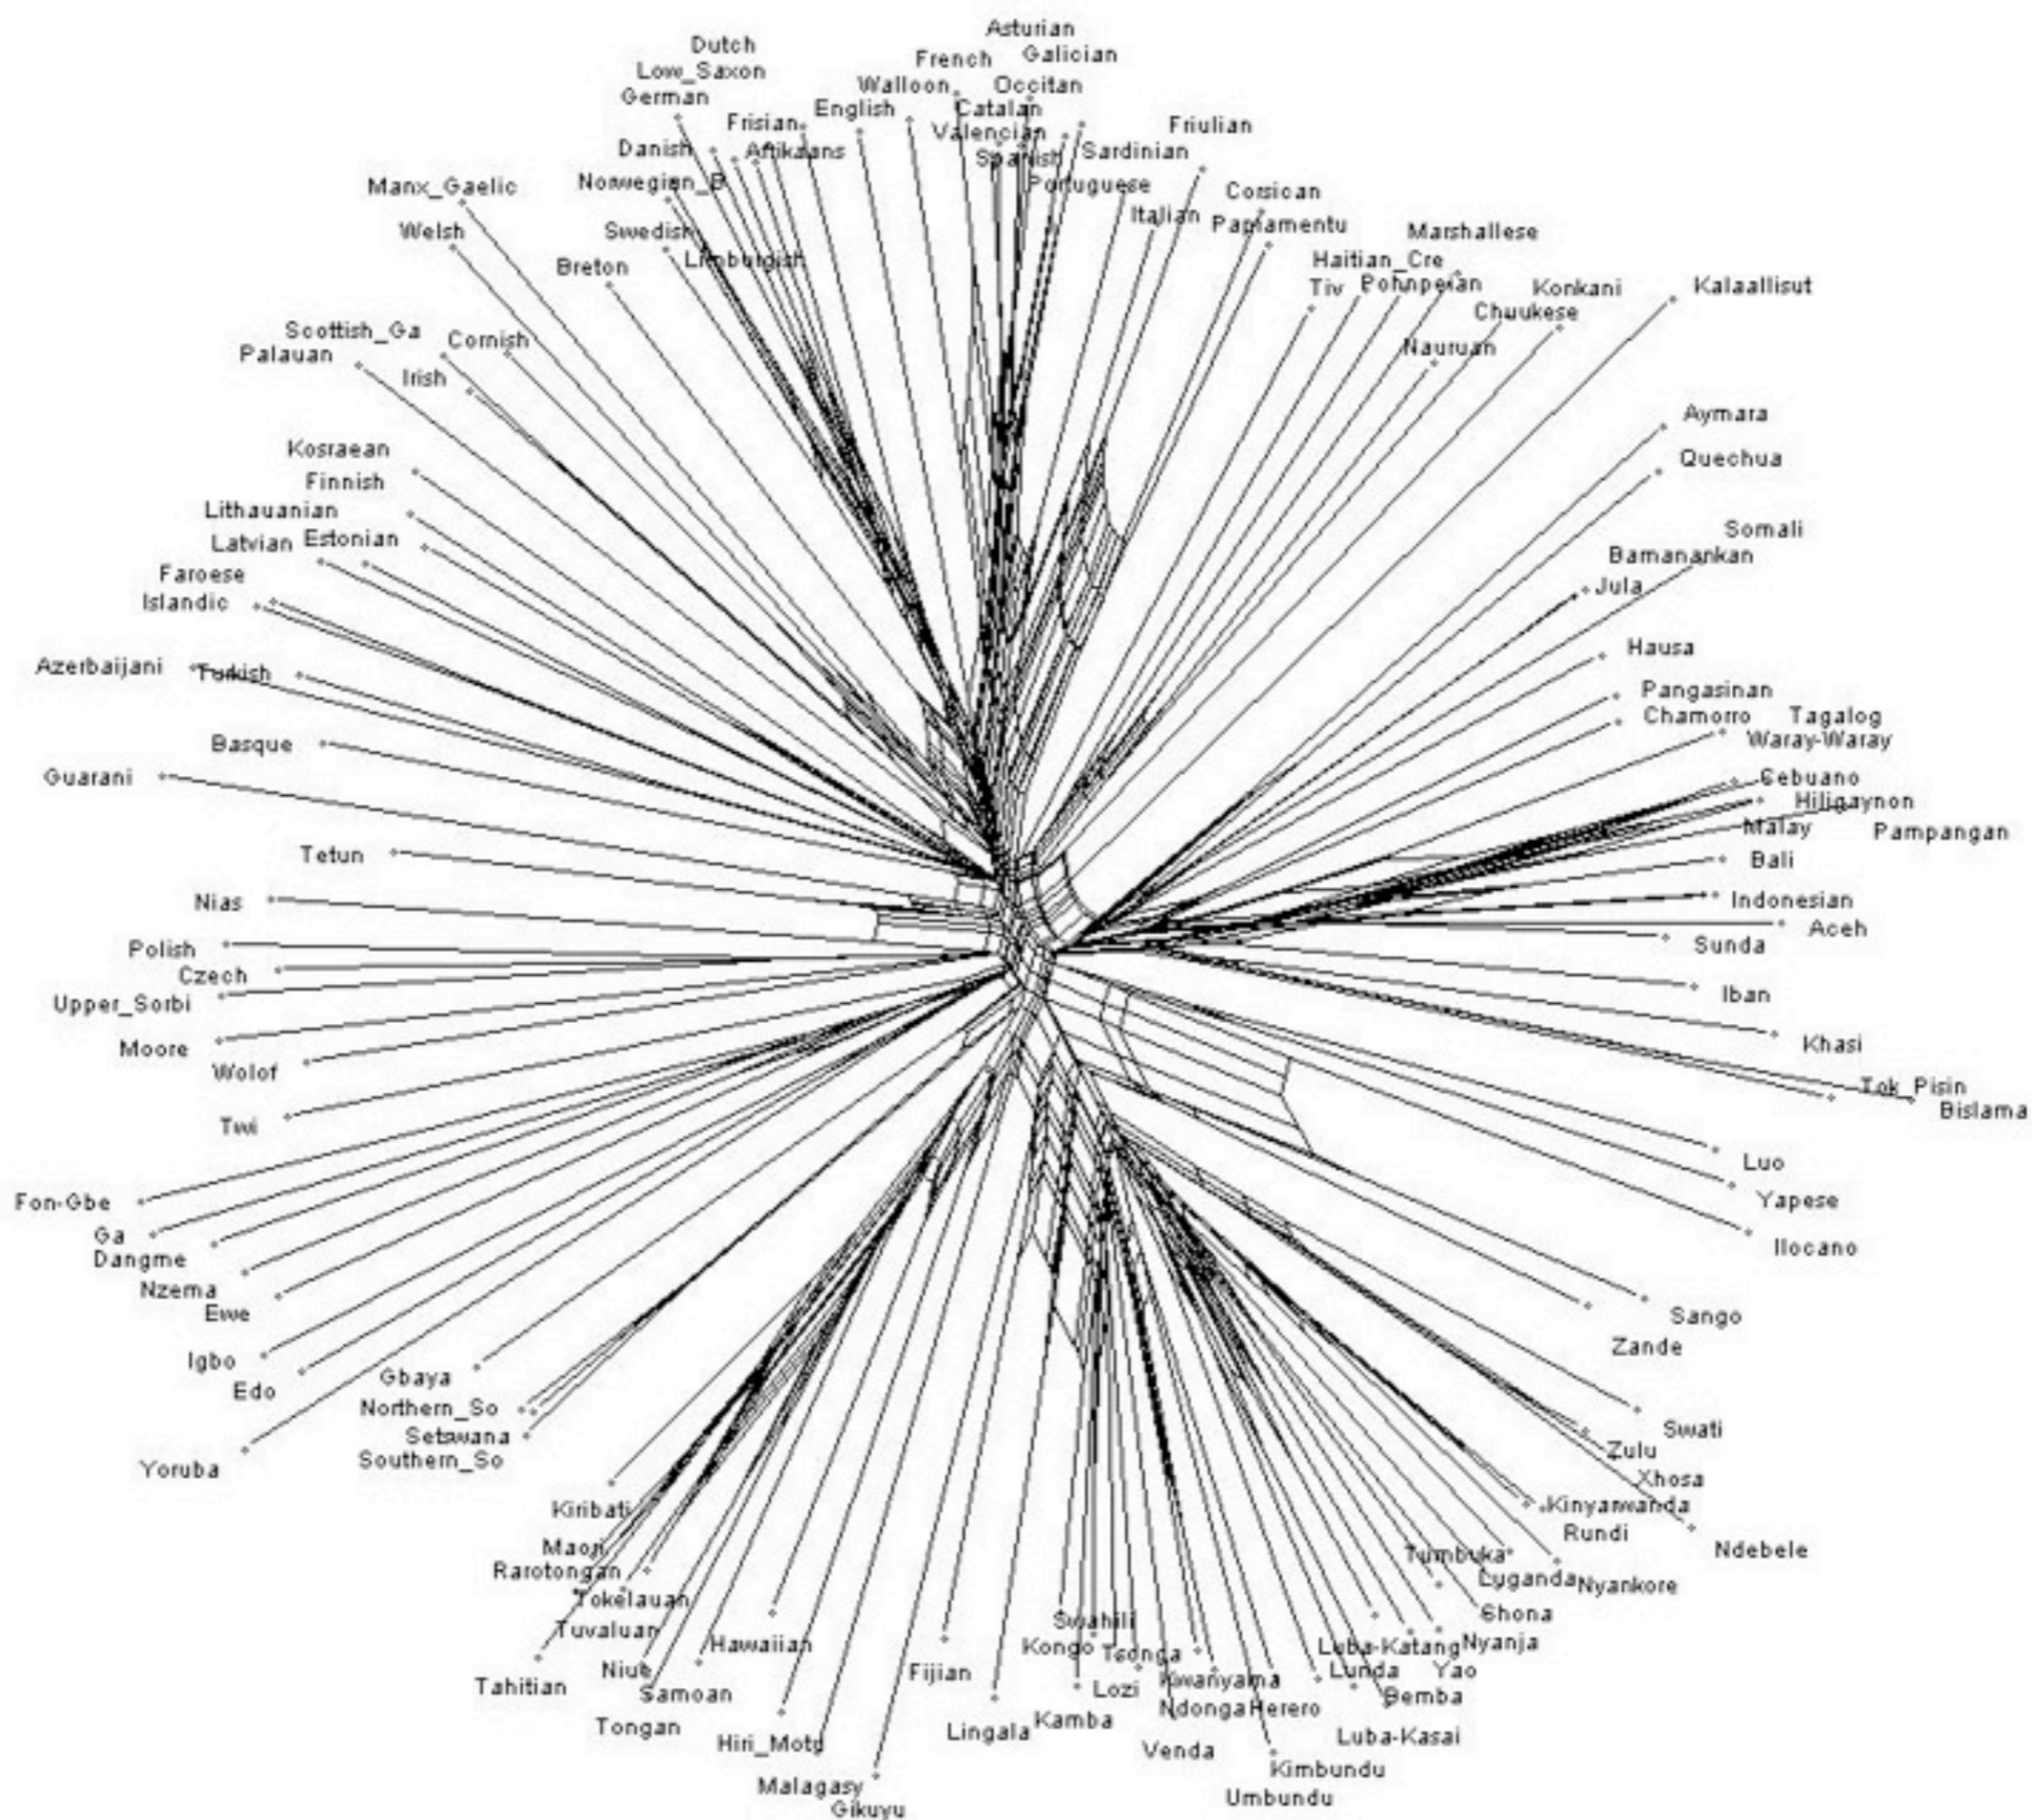 Asturian
Dutch
French
Galician
Low_Saxon
Walloon
Occitan
German
English
Catalan
Frisian
Valencian
Friulian
Danish
Afrikaans
Spanish
Sardinian
Manx_Gaelic
Norwegian_B
Portuguese
Corsican
Italian
Papiamentu
Welsh
Swedish
Marshallese
Limburgish
Haitian_Cre
Breton
Tiv
Pohnpeian
Konkani
Kalaallisut
Chuukese
Scottish_Ga
Cornish
Palauan
Nauruan
Irish
Aymara
Kosraean
Quechua
Finnish
Lithauanian
Somali
Latvian
Estonian
Bamanankan
Faroese
Jula
Islandic
Hausa
Azerbaijani
Turkish
Pangasinan
Chamorro
Tagalog
Basque
Waray-Waray
Guarani
Cebuano
Hiligaynon
Malay
Pampangan
Tetun
Bali
Nias
Indonesian
Aceh
Polish
Sunda
Czech
Upper_Sorbi
Iban
Moore
Khasi
Wolof
Tok_Pisin
Bislama
Twi
Luo
Fon-Gbe
Yapese
Ga
Ilocano
Dangme
Nzema
Ewe
Sango
Igbo
Zande
Gbaya
Edo
Northern_So
Swati
Setswana
Zulu
Southern_So
Yoruba
Xhosa
Kiribati
Kinyarwanda
Rundi
Maori
Ndebele
Tumbuka
Rarotongan
Luganda
Nyankore
Tokelauan
Shona
Swahili
Tuvaluan
Hawaiian
Kongo
Tsonga
Luba-Katang
Nyanja
Niue
Fijian
Lunda
Yao
Kwanyama
Tahitian
Samoan
Lozi
Bemba
Ndonga
Herero
Tongan
Lingala
Kamba
Luba-Kasai
Hiri_Motu
Venda
Kimbundu
Malagasy
Umbundu
Gikuyu